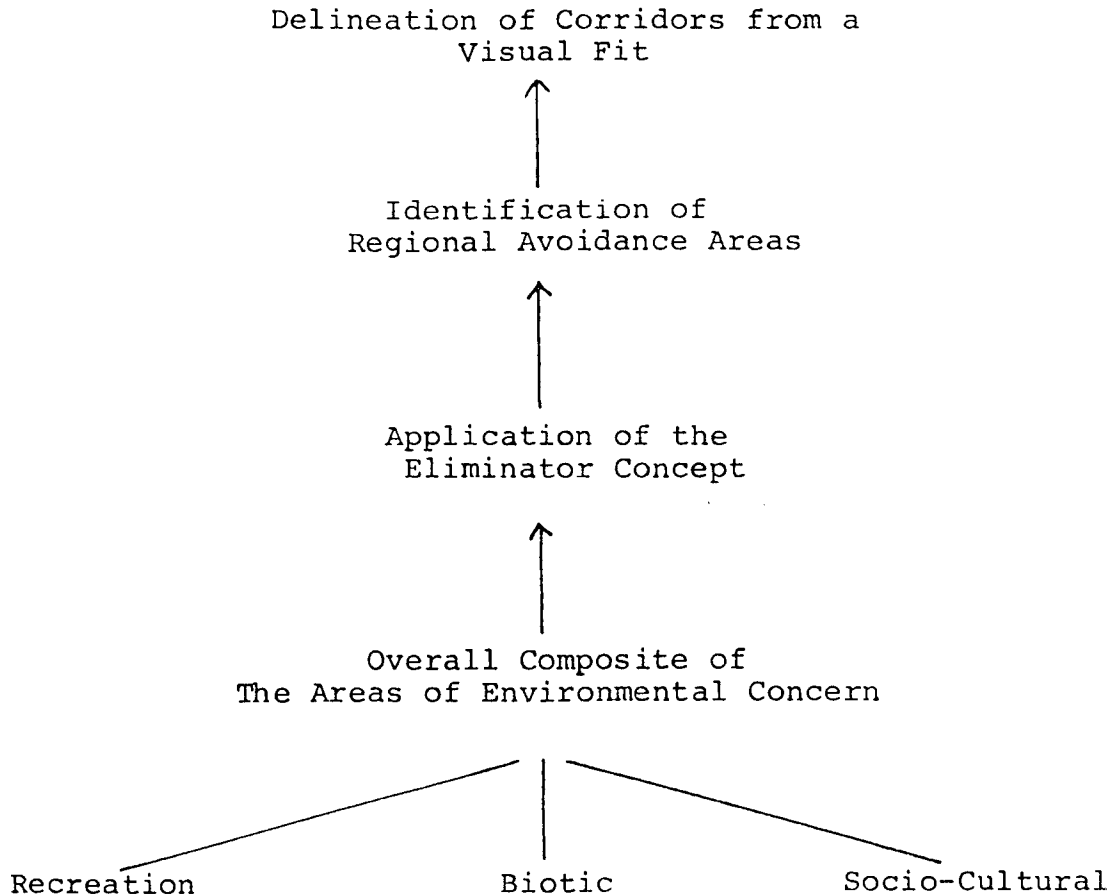 Delineation of Corridors from a
Visual Fit
Identification of
Regional Avoidance Areas
Application of the
Eliminator Concept
Overall Composite of
The Areas of Environmental Concern
Recreation Biotic Socio-Cultural